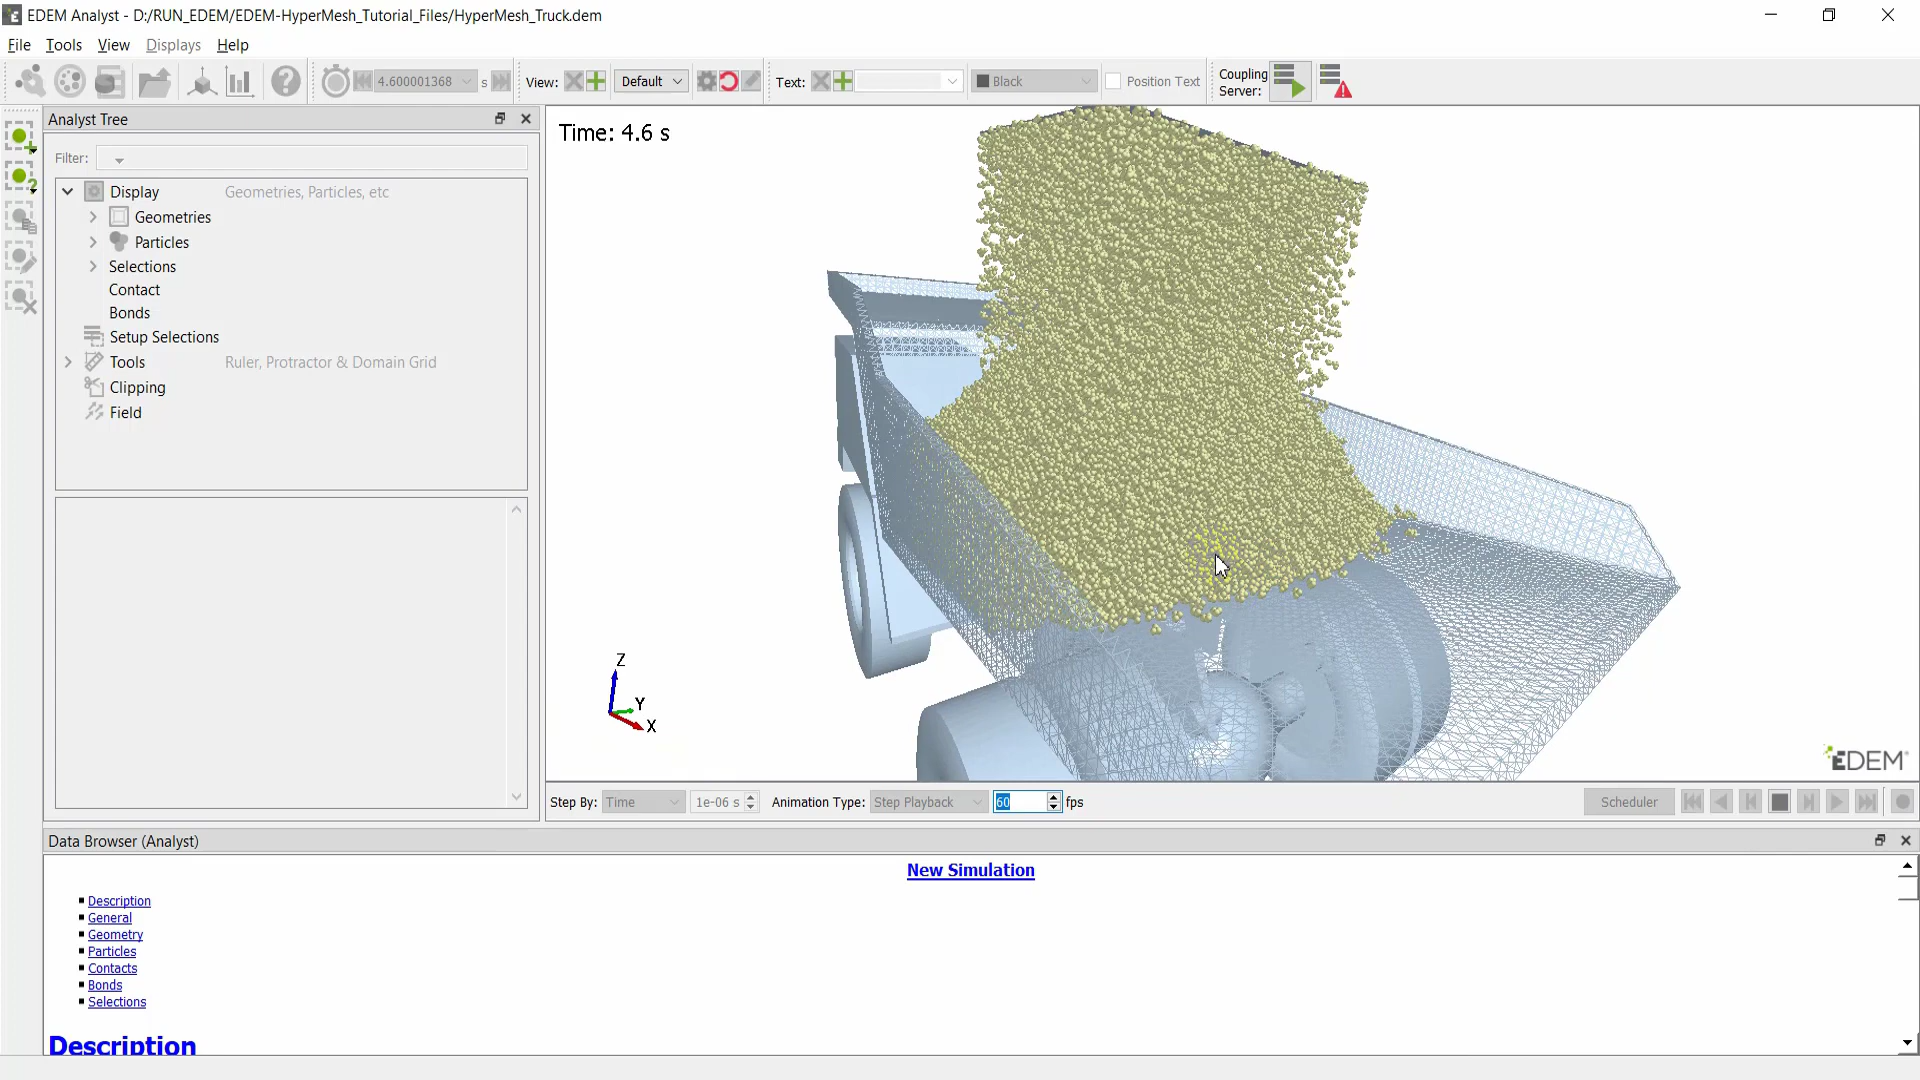 EDEM Analyst - D:/RUN_EDEM/EDEM-HyperMesh_Tutorial_Files/HyperMesh_Truck.dem
File Tools View Displays Help
4.600001368 s View: Default Text: Black Position Text Coupling Server:
Analyst Tree
Filter:
Display Geometries, Particles, etc
Geometries
Particles
Selections
Contact
Bonds
Setup Selections
Tools Ruler, Protractor & Domain Grid
Clipping
Field
Time: 4.6 s
Z
Y
X
EDEM
Step By: Time 1e-06 s Animation Type: Step Playback 60 fps Scheduler
Data Browser (Analyst)
New Simulation
Description
General
Geometry
Particles
Contacts
Bonds
Selections
Description